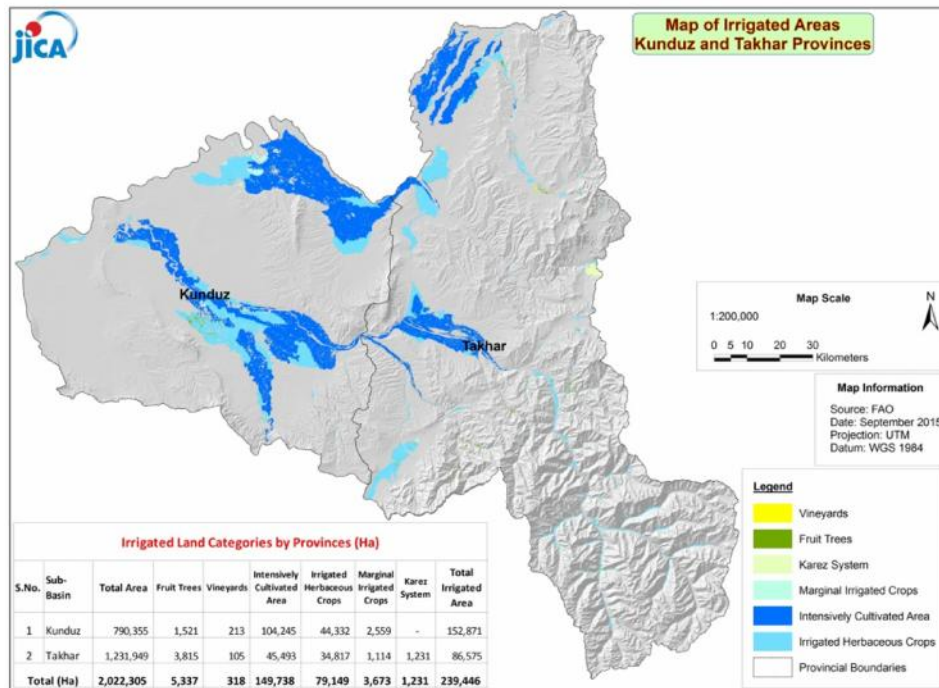 jICA
Map of Irrigated Areas
Kunduz and Takhar Provinces
Kunduz
Takhar
Map Scale
1:200,000
N
0 5 10 20 30
Kilometers
Map Information
Source: FAO
Date: September 2015
Projection: UTM
Datum: WGS 1984
Legend
Vineyards
Fruit Trees
Karez System
Marginal Irrigated Crops
Intensively Cultivated Area
Irrigated Herbaceous Crops
Provincial Boundaries
Irrigated Land Categories by Provinces (Ha)
S.No. Sub-Basin Total Area Fruit Trees Vineyards Intensively Cultivated Area Irrigated Herbaceous Crops Marginal Irrigated Crops Karez System Total Irrigated Area
1 Kunduz 790,355 1,521 213 104,245 44,332 2,559 - 152,871
2 Takhar 1,231,949 3,815 105 45,493 34,817 1,114 1,231 86,575
Total (Ha) 2,022,305 5,337 318 149,738 79,149 3,673 1,231 239,446